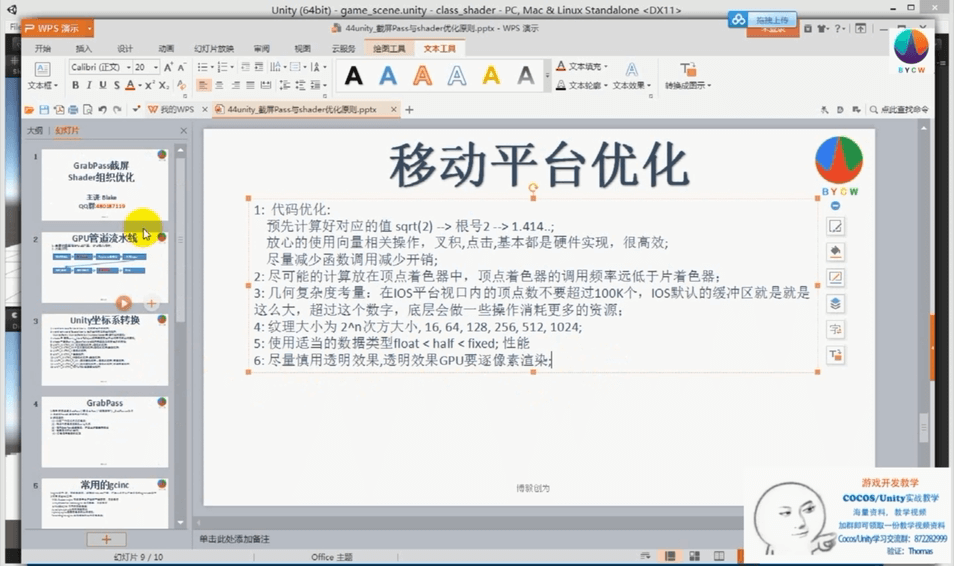 Unity (64bit) - game_scene.unity - class_shader - PC, Mac & Linux Standalone <DX11>
WPS 演示
44unity_截屏Pass与shader优化原则.pptx - WPS 演示
拖拽上传
未登录
开始 插入 设计 动画 幻灯片放映 审阅 视图 云服务 绘图工具 文本工具
文本框
Calibri (正文) 20
文本填充
文本轮廓
文本效果
转换成图示
BYCW
我的WPS
44unity_截屏Pass与shader优化原则.pptx
点此查找命令
大纲 幻灯片
1
GrabPass截屏
Shader组织优化
主讲: Blake
2
GPU管道流水线
3
Unity坐标系转换
4
GrabPass
5
常用的gcinc
移动平台优化
BYCW
1: 代码优化:
预先计算好对应的值 sqrt(2) --> 根号2 --> 1.414..;
放心的使用向量相关操作，叉积,点击,基本都是硬件实现，很高效;
尽量减少函数调用减少开销;
2: 尽可能的计算放在顶点着色器中，顶点着色器的调用频率远低于片着色器；
3: 几何复杂度考量：在IOS平台视口内的顶点数不要超过100K个，IOS默认的缓冲区就是就是
这么大，超过这个数字，底层会做一些操作消耗更多的资源；
4: 纹理大小为 2^n次方大小, 16, 64, 128, 256, 512, 1024;
5: 使用适当的数据类型float < half < fixed; 性能
6: 尽量慎用透明效果,透明效果GPU要逐像素渲染;
博毅创为
单击此处添加备注
幻灯片 9 / 10
Office 主题
游戏开发教学
COCOS/Unity实战教学
海量资料，教学视频
加群即可领取一份教学视频资料
Cocos/Unity学习交流群: 872282999
验证: Thomas